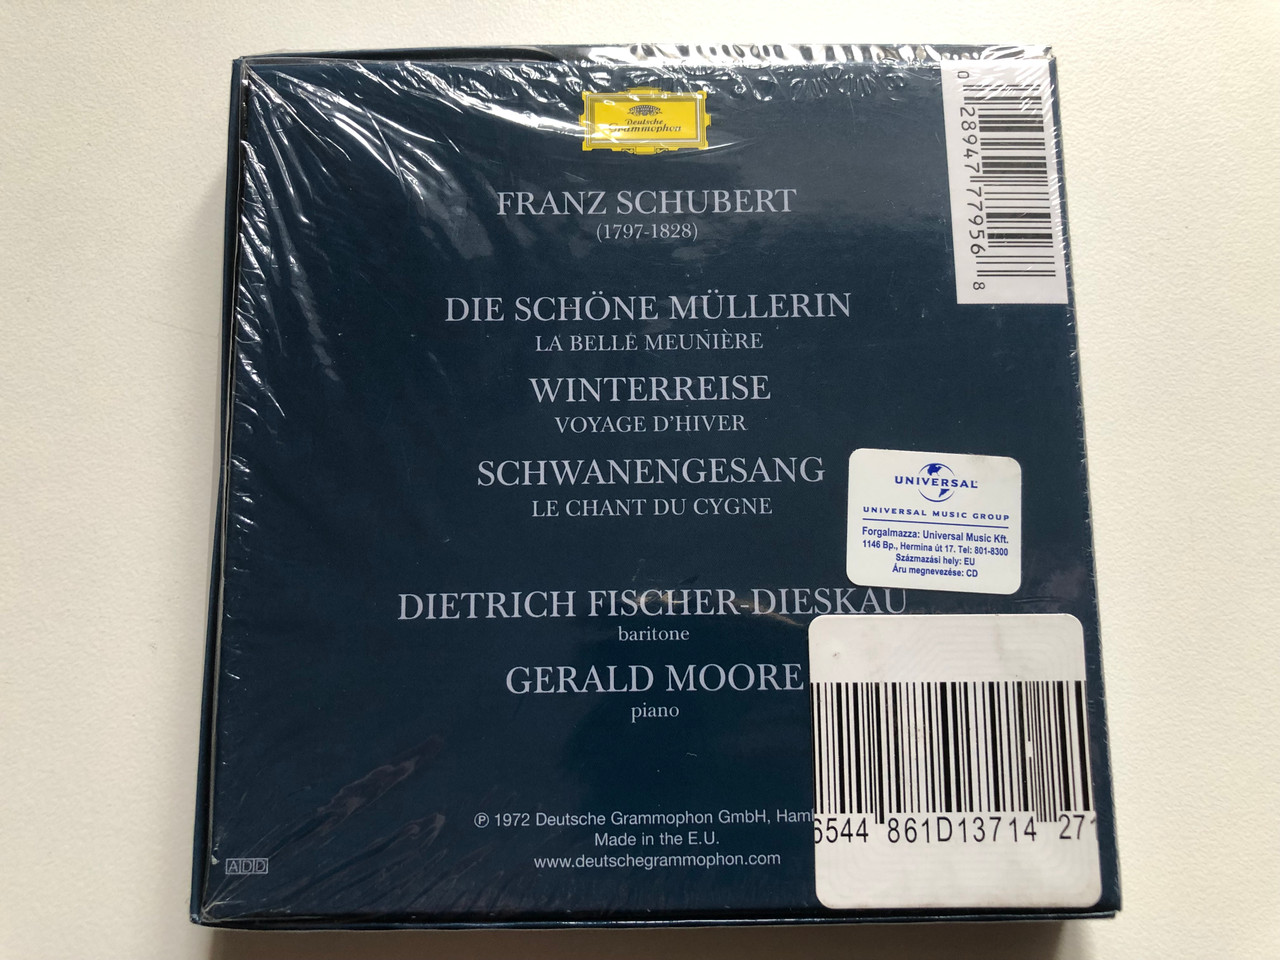 Deutsche
Grammophon
FRANZ SCHUBERT
(1797-1828)
DIE SCHÖNE MÜLLERIN
LA BELLE MEUNIÈRE
WINTERREISE
VOYAGE D'HIVER
SCHWANENGESANG
LE CHANT DU CYGNE
DIETRICH FISCHER-DIESKAU
baritone
GERALD MOORE
piano
℗ 1972 Deutsche Grammophon GmbH,
Made in the E.U.
www.deutschegrammophon.com
ADD
0 28947 77956 8
UNIVERSAL
UNIVERSAL MUSIC GROUP
Forgalmazza: Universal Music Kft.
1146 Bp., Hermina út 17. Tel: 801-8300
Származási hely: EU
Áru megnevezése: CD
6544 861D13714 271